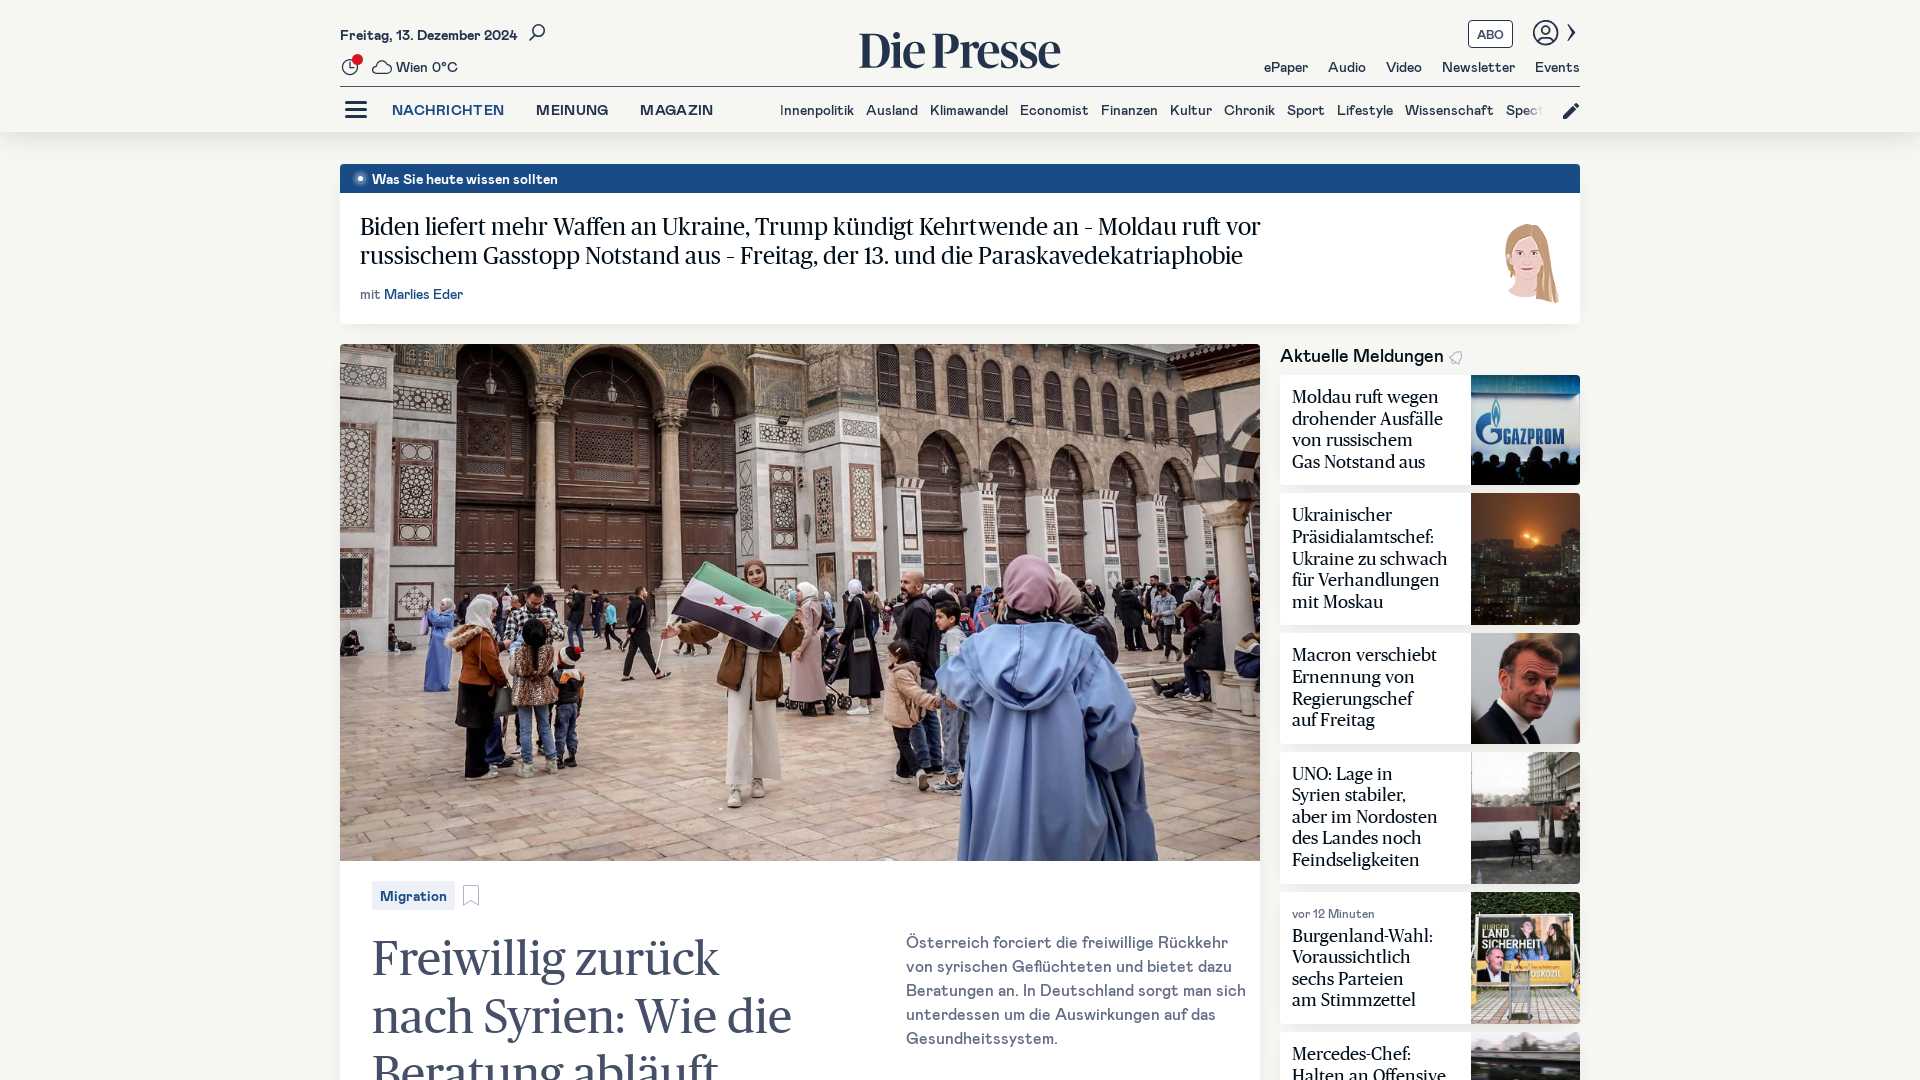 Freitag, 13. Dezember 2024
Die Presse
ABO
Wien 0°C
ePaper Audio Video Newsletter Events
NACHRICHTEN MEINUNG MAGAZIN Innenpolitik Ausland Klimawandel Economist Finanzen Kultur Chronik Sport Lifestyle Wissenschaft Spect
Was Sie heute wissen sollten
Biden liefert mehr Waffen an Ukraine, Trump kündigt Kehrtwende an – Moldau ruft vor
russischem Gasstopp Notstand aus – Freitag, der 13. und die Paraskavedekatriaphobie
mit Marlies Eder
Migration
Freiwillig zurück
nach Syrien: Wie die
Beratung abläuft
Österreich forciert die freiwillige Rückkehr
von syrischen Geflüchteten und bietet dazu
Beratungen an. In Deutschland sorgt man sich
unterdessen um die Auswirkungen auf das
Gesundheitssystem.
Aktuelle Meldungen
Moldau ruft wegen
drohender Ausfälle
von russischem
Gas Notstand aus
GAZPROM
Ukrainischer
Präsidialamtschef:
Ukraine zu schwach
für Verhandlungen
mit Moskau
Macron verschiebt
Ernennung von
Regierungschef
auf Freitag
UNO: Lage in
Syrien stabiler,
aber im Nordosten
des Landes noch
Feindseligkeiten
vor 12 Minuten
Burgenland-Wahl:
Voraussichtlich
sechs Parteien
am Stimmzettel
LAND
SICHERHEIT
Mercedes-Chef:
Halten an Offensive